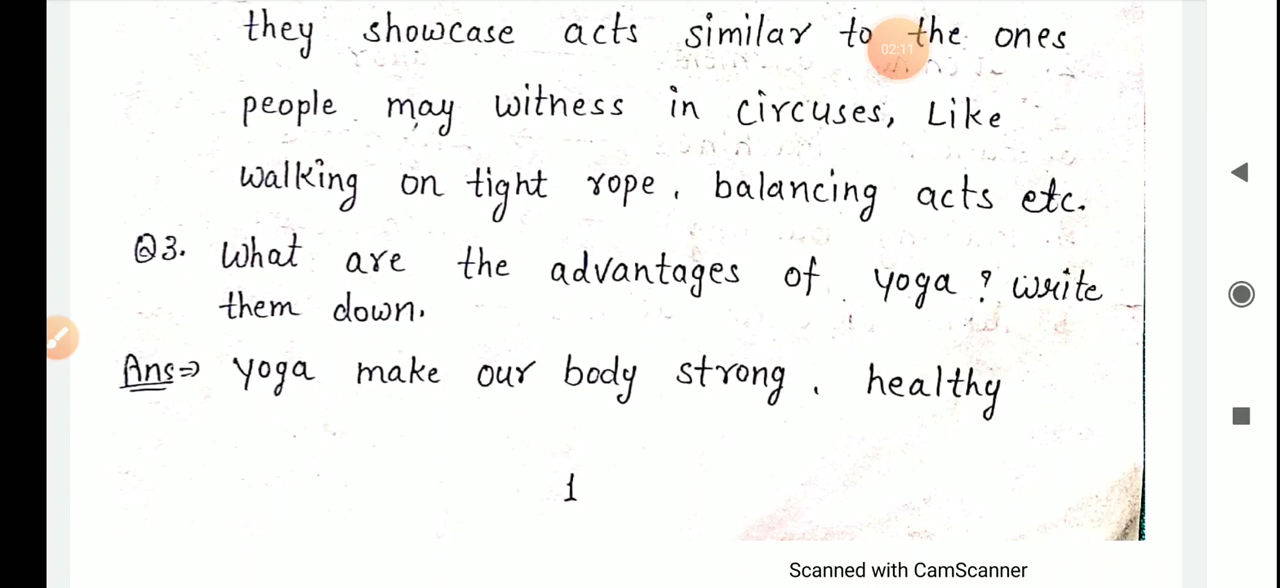 they showcase acts similar to the ones
02:11
people may witness in circuses, Like
walking on tight rope, balancing acts etc.
Q3. What are the advantages of yoga? write
them down.
Ans⇒ yoga make our body strong, healthy
1
Scanned with CamScanner